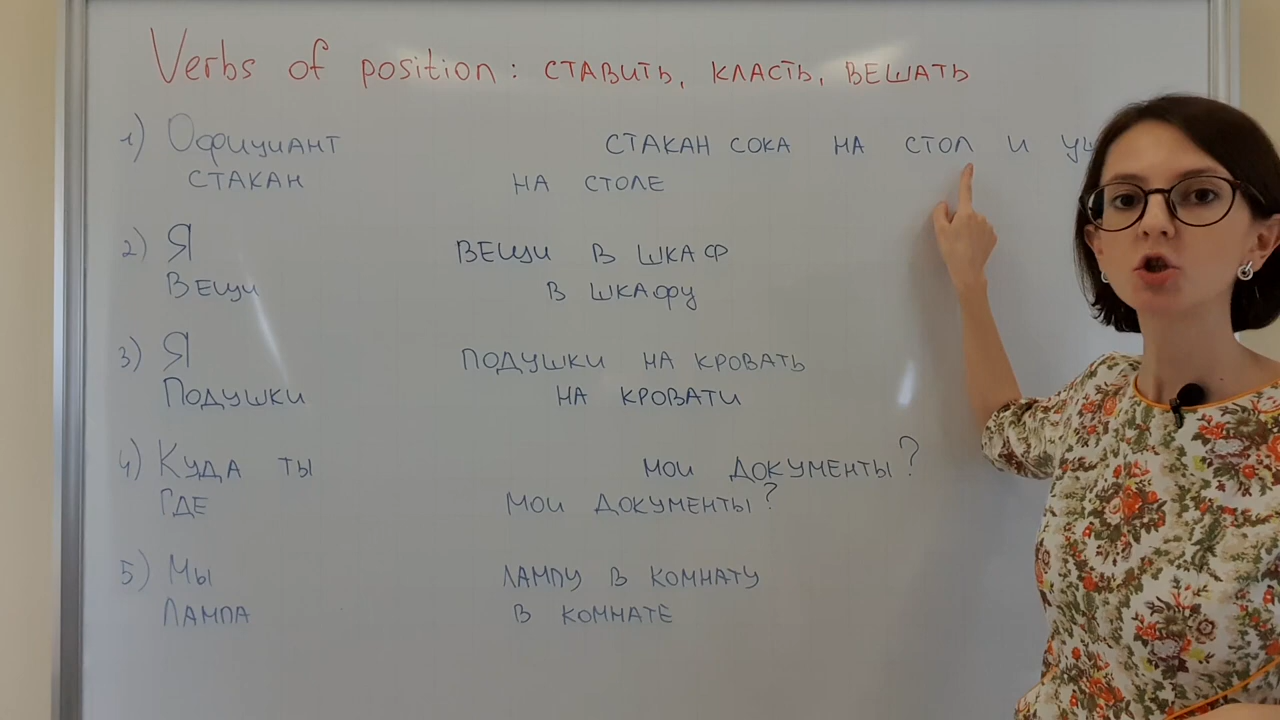 Verbs of position: СТАВИТЬ, КЛАСТЬ, ВЕШАТЬ
1) Официант СТАКАН СОКА НА СТОЛ И
СТАКАН НА СТОЛЕ
2) Я ВЕЩИ В ШКАФ
ВЕЩИ В ШКАФУ
3) Я ПОДУШКИ НА КРОВАТЬ
ПОДУШКИ НА КРОВАТИ
4) КУДА ТЫ МОИ ДОКУМЕНТЫ?
ГДЕ МОИ ДОКУМЕНТЫ?
5) МЫ ЛАМПУ В КОМНАТУ
ЛАМПА В КОМНАТЕ